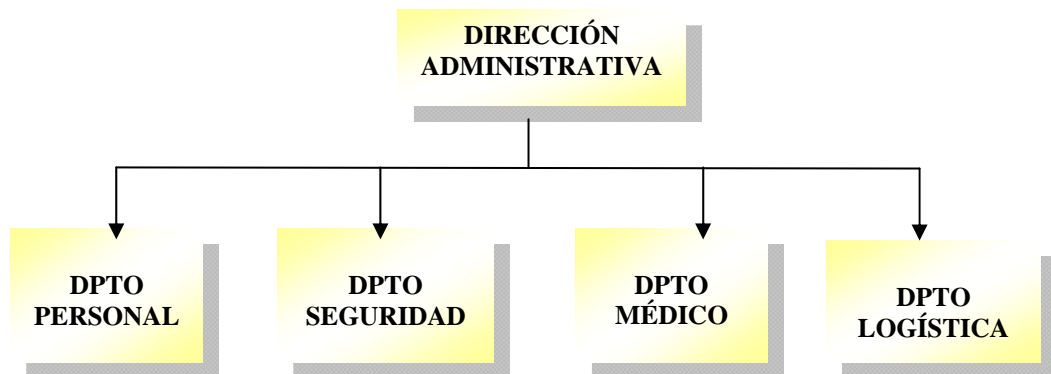 DIRECCIÓN
ADMINISTRATIVA
DPTO
PERSONAL
DPTO
SEGURIDAD
DPTO
MÉDICO
DPTO
LOGÍSTICA